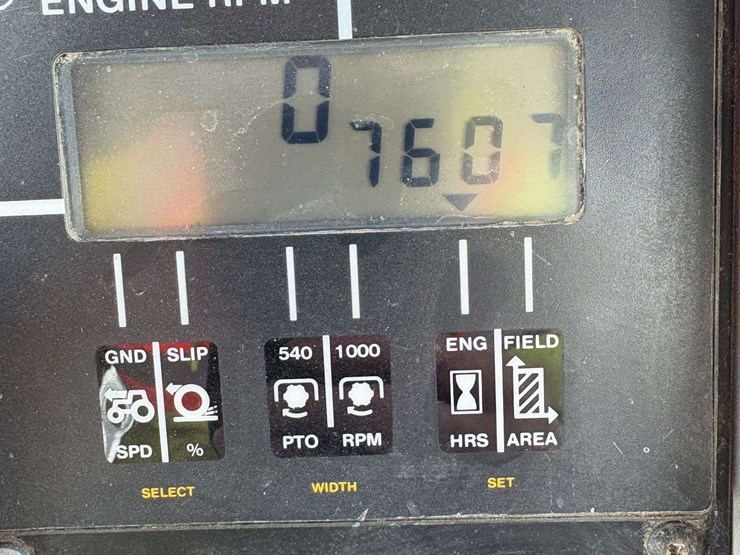 ENGINE RPM
0
7607
GND SLIP
SPD %
540 1000
PTO RPM
ENG FIELD
HRS AREA
SELECT
WIDTH
SET